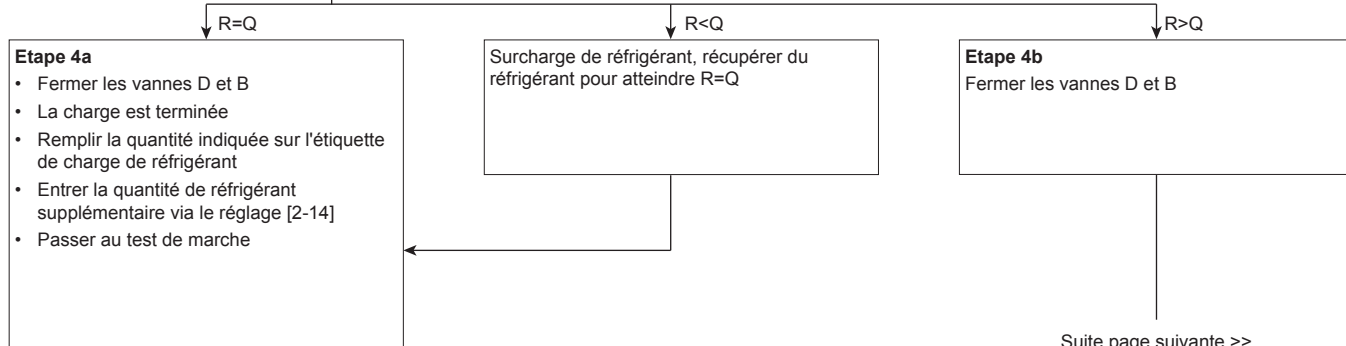 R=Q
R<Q
R>Q
Etape 4a
• Fermer les vannes D et B
• La charge est terminée
• Remplir la quantité indiquée sur l'étiquette
de charge de réfrigérant
• Entrer la quantité de réfrigérant
supplémentaire via le réglage [2-14]
• Passer au test de marche
Surcharge de réfrigérant, récupérer du
réfrigérant pour atteindre R=Q
Etape 4b
Fermer les vannes D et B
Suite page suivante >>